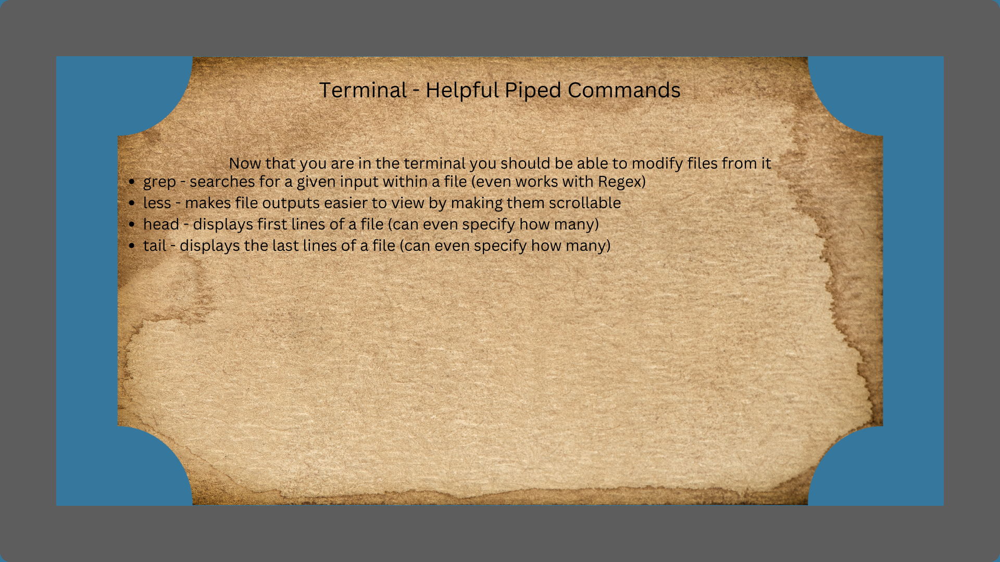 Terminal - Helpful Piped Commands
Now that you are in the terminal you should be able to modify files from it
• grep - searches for a given input within a file (even works with Regex)
• less - makes file outputs easier to view by making them scrollable
• head - displays first lines of a file (can even specify how many)
• tail - displays the last lines of a file (can even specify how many)